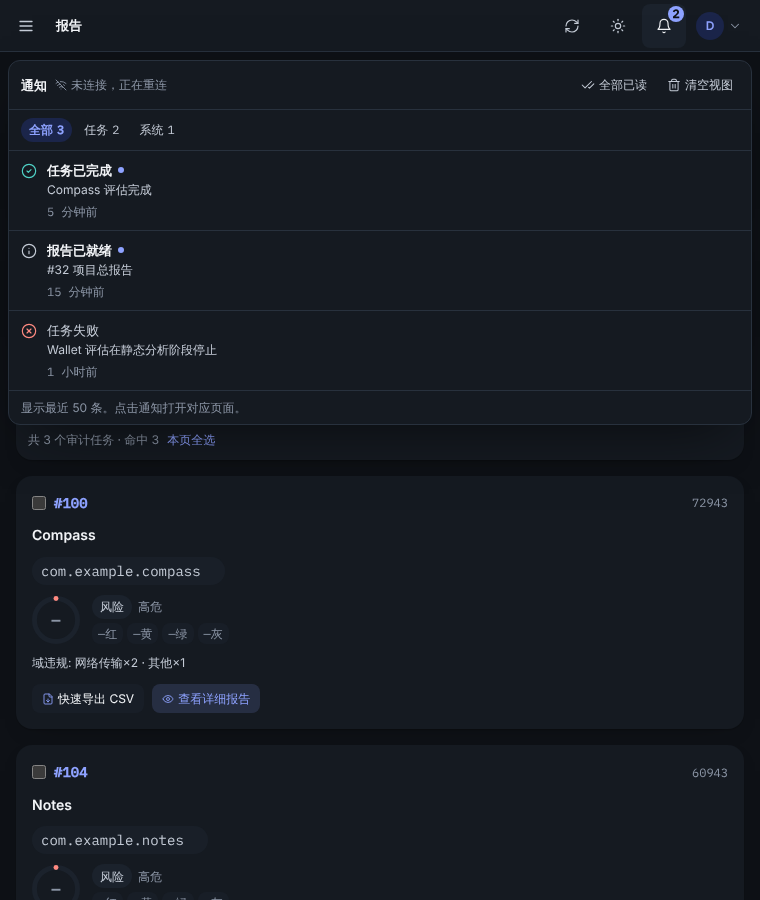 报告
2
D
通知 未连接，正在重连 全部已读 清空视图
全部 3 任务 2 系统 1
任务已完成
Compass 评估完成
5 分钟前
报告已就绪
#32 项目总报告
15 分钟前
任务失败
Wallet 评估在静态分析阶段停止
1 小时前
显示最近 50 条。点击通知打开对应页面。
共 3 个审计任务 · 命中 3 本页全选
#100 72943
Compass
com.example.compass
—
风险 高危
—红 —黄 —绿 —灰
域违规: 网络传输×2 · 其他×1
快速导出 CSV 查看详细报告
#104 60943
Notes
com.example.notes
—
风险 高危